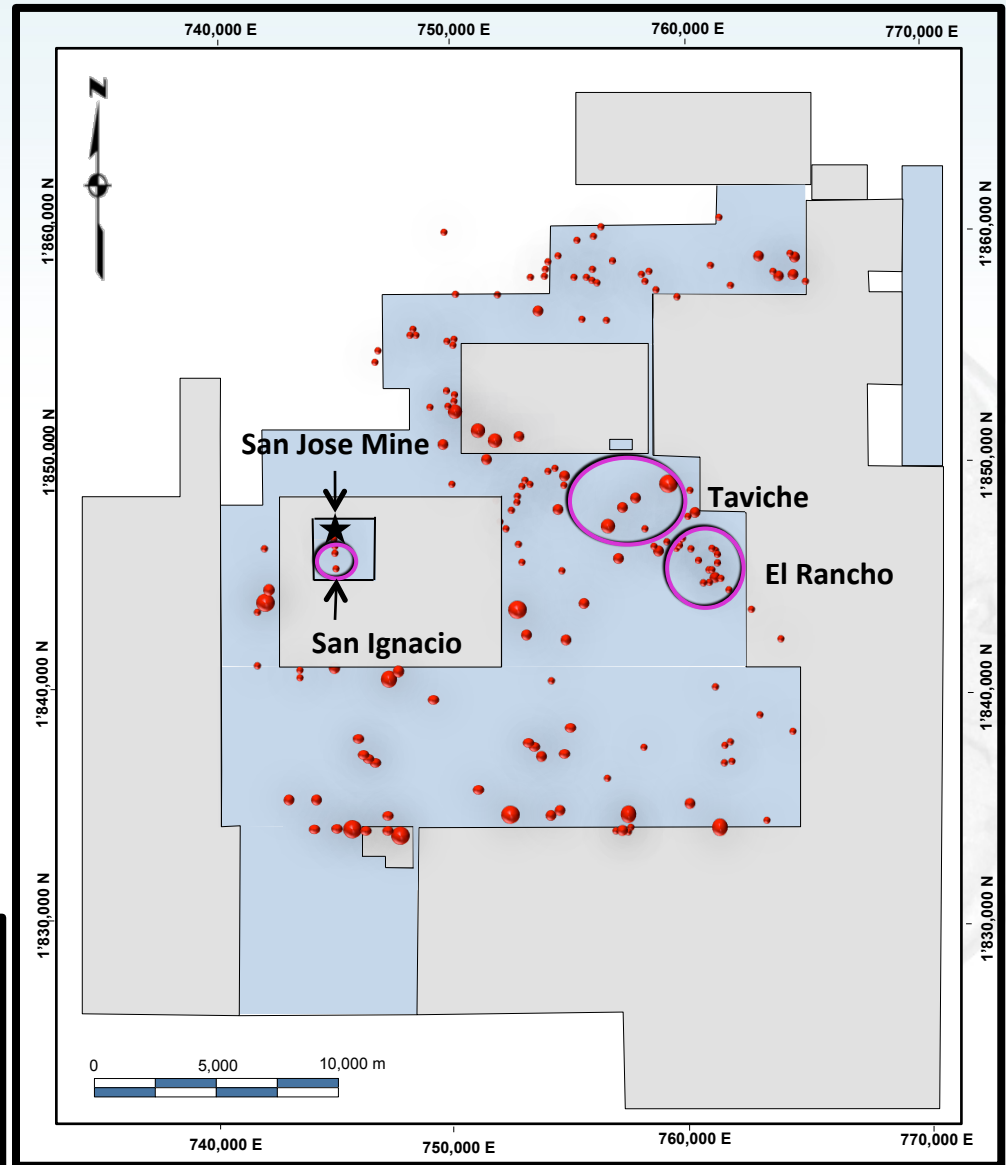 740,000 E
750,000 E
760,000 E
770,000 E
N
1'860,000 N
1'860,000 N
1'850,000 N
1'850,000 N
San Jose Mine
Taviche
El Rancho
San Ignacio
1'840,000 N
1'840,000 N
1'830,000 N
1'830,000 N
0 5,000 10,000 m
740,000 E
750,000 E
760,000 E
770,000 E